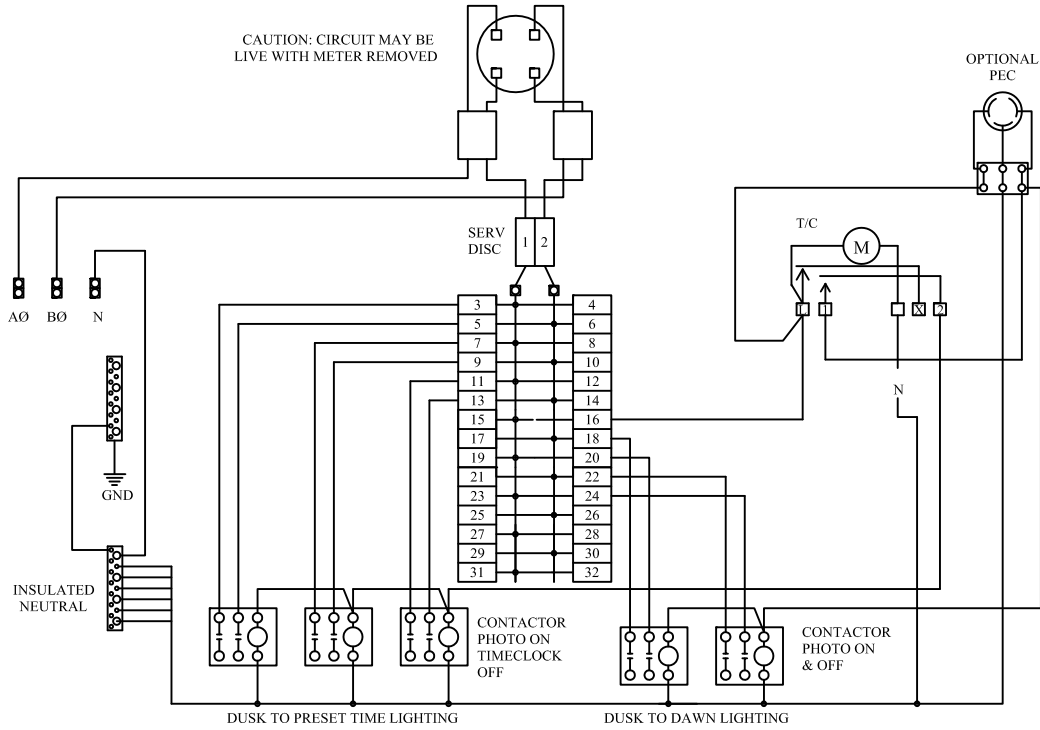 CAUTION: CIRCUIT MAY BE
LIVE WITH METER REMOVED
OPTIONAL
PEC
SERV
DISC
1 2
T/C
M
L 1 X 2
AØ BØ N
3 4
5 6
7 8
9 10
11 12
13 14
15 16
17 18
19 20
21 22
23 24
25 26
27 28
29 30
31 32
N
GND
INSULATED
NEUTRAL
CONTACTOR
PHOTO ON
TIMECLOCK
OFF
CONTACTOR
PHOTO ON
& OFF
DUSK TO PRESET TIME LIGHTING
DUSK TO DAWN LIGHTING